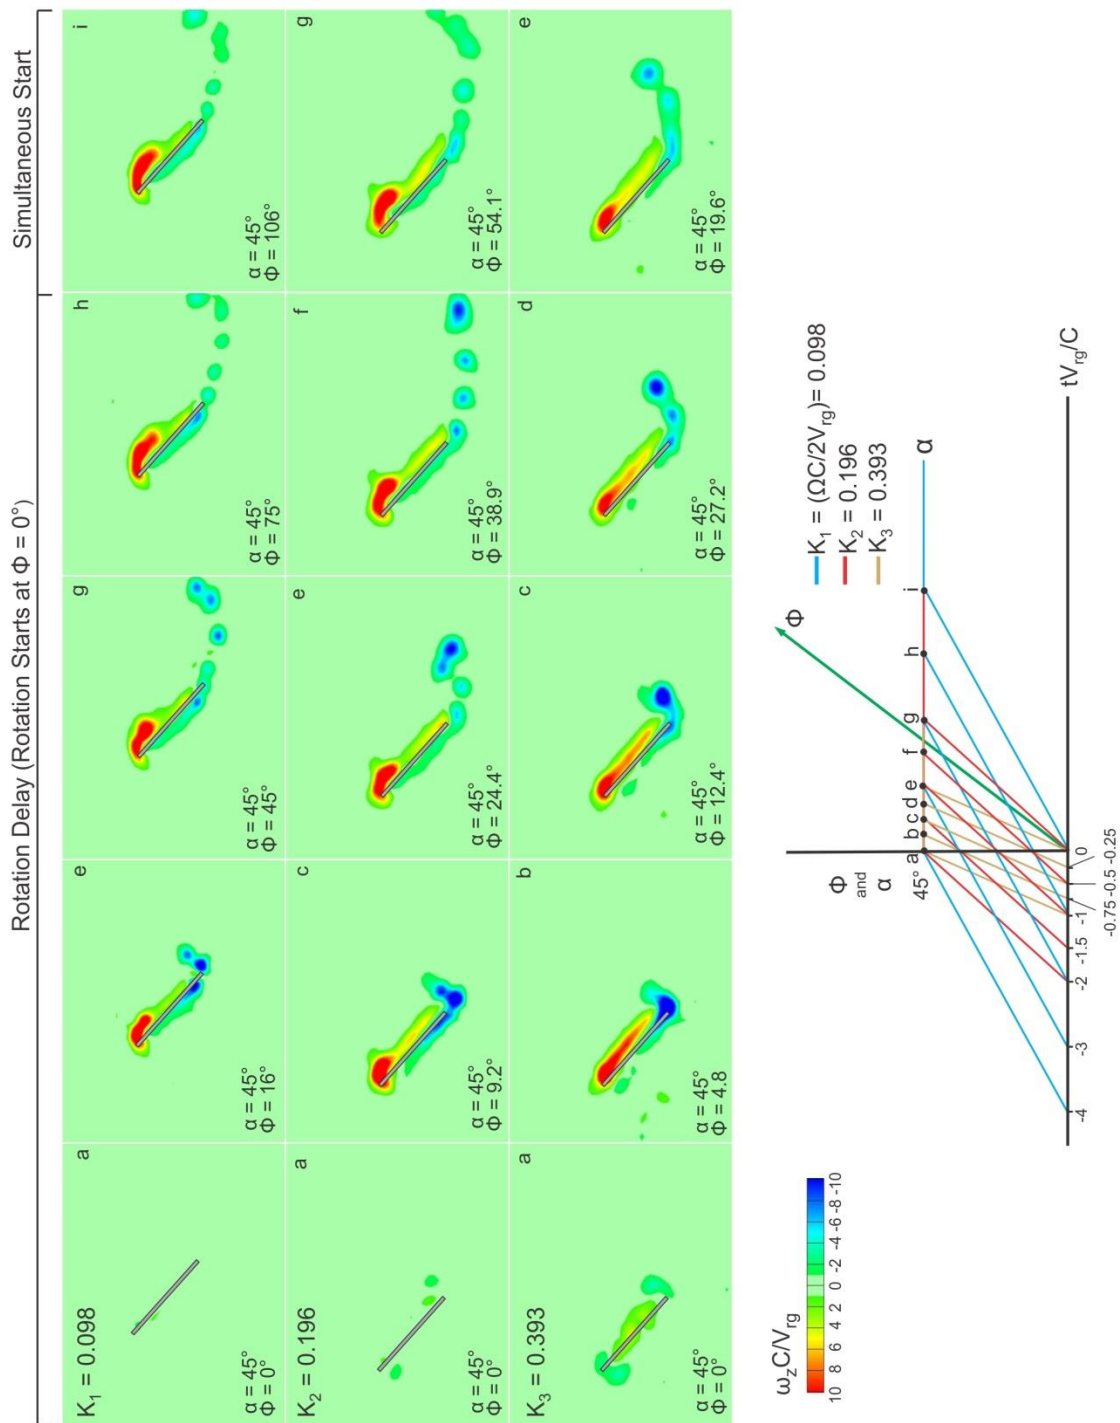 Rotation Delay (Rotation Starts at Φ = 0°)
Simultaneous Start
K1 = 0.098
a
α = 45°
Φ = 0°
e
α = 45°
Φ = 16°
g
α = 45°
Φ = 45°
h
α = 45°
Φ = 75°
i
α = 45°
Φ = 106°
K2 = 0.196
a
α = 45°
Φ = 0°
c
α = 45°
Φ = 9.2°
e
α = 45°
Φ = 24.4°
f
α = 45°
Φ = 38.9°
g
α = 45°
Φ = 54.1°
K3 = 0.393
a
α = 45°
Φ = 0°
b
α = 45°
Φ = 4.8
c
α = 45°
Φ = 12.4°
d
α = 45°
Φ = 27.2°
e
α = 45°
Φ = 19.6°
ωzC/Vrg
10 8 6 4 2 0 -2 -4 -6 -8 -10
Φ
and
α
45°
a b c d e f g h i
α
Φ
K1 = (ΩC/2Vrg)= 0.098
K2 = 0.196
K3 = 0.393
-4 -3 -2 -1.5 -1 -0.75 -0.5 -0.25 0
tVrg/C